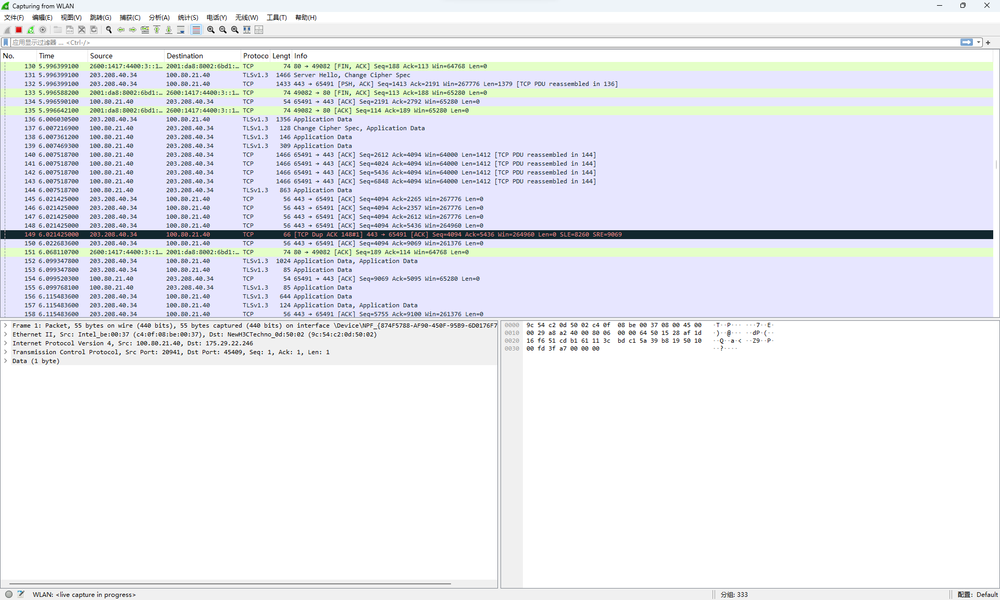 Capturing from WLAN
文件(F) 编辑(E) 视图(V) 跳转(G) 捕获(C) 分析(A) 统计(S) 电话(Y) 无线(W) 工具(T) 帮助(H)
应用显示过滤器 … <Ctrl-/>
No. Time Source Destination Protoco Lengt Info
130 5.996399100 2600:1417:4400:3::1… 2001:da8:8002:6bd1:… TCP 74 80 → 49082 [FIN, ACK] Seq=188 Ack=113 Win=64768 Len=0
131 5.996399100 203.208.40.34 100.80.21.40 TLSv1.3 1466 Server Hello, Change Cipher Spec
132 5.996399100 203.208.40.34 100.80.21.40 TCP 1433 443 → 65491 [PSH, ACK] Seq=1413 Ack=2191 Win=267776 Len=1379 [TCP PDU reassembled in 136]
133 5.996588200 2001:da8:8002:6bd1:… 2600:1417:4400:3::1… TCP 74 49082 → 80 [FIN, ACK] Seq=113 Ack=188 Win=65280 Len=0
134 5.996590100 100.80.21.40 203.208.40.34 TCP 54 65491 → 443 [ACK] Seq=2191 Ack=2792 Win=65280 Len=0
135 5.996642100 2001:da8:8002:6bd1:… 2600:1417:4400:3::1… TCP 74 49082 → 80 [ACK] Seq=114 Ack=189 Win=65280 Len=0
136 6.006030500 203.208.40.34 100.80.21.40 TLSv1.3 1356 Application Data
137 6.007216900 100.80.21.40 203.208.40.34 TLSv1.3 128 Change Cipher Spec, Application Data
138 6.007361200 100.80.21.40 203.208.40.34 TLSv1.3 146 Application Data
139 6.007469300 100.80.21.40 203.208.40.34 TLSv1.3 309 Application Data
140 6.007518700 100.80.21.40 203.208.40.34 TCP 1466 65491 → 443 [ACK] Seq=2612 Ack=4094 Win=64000 Len=1412 [TCP PDU reassembled in 144]
141 6.007518700 100.80.21.40 203.208.40.34 TCP 1466 65491 → 443 [ACK] Seq=4024 Ack=4094 Win=64000 Len=1412 [TCP PDU reassembled in 144]
142 6.007518700 100.80.21.40 203.208.40.34 TCP 1466 65491 → 443 [ACK] Seq=5436 Ack=4094 Win=64000 Len=1412 [TCP PDU reassembled in 144]
143 6.007518700 100.80.21.40 203.208.40.34 TCP 1466 65491 → 443 [ACK] Seq=6848 Ack=4094 Win=64000 Len=1412 [TCP PDU reassembled in 144]
144 6.007518700 100.80.21.40 203.208.40.34 TLSv1.3 863 Application Data
145 6.021425000 203.208.40.34 100.80.21.40 TCP 56 443 → 65491 [ACK] Seq=4094 Ack=2265 Win=267776 Len=0
146 6.021425000 203.208.40.34 100.80.21.40 TCP 56 443 → 65491 [ACK] Seq=4094 Ack=2357 Win=267776 Len=0
147 6.021425000 203.208.40.34 100.80.21.40 TCP 56 443 → 65491 [ACK] Seq=4094 Ack=2612 Win=267776 Len=0
148 6.021425000 203.208.40.34 100.80.21.40 TCP 56 443 → 65491 [ACK] Seq=4094 Ack=5436 Win=264960 Len=0
149 6.021425000 203.208.40.34 100.80.21.40 TCP 66 [TCP Dup ACK 148#1] 443 → 65491 [ACK] Seq=4094 Ack=5436 Win=264960 Len=0 SLE=8260 SRE=9069
150 6.022683600 203.208.40.34 100.80.21.40 TCP 56 443 → 65491 [ACK] Seq=4094 Ack=9069 Win=261376 Len=0
151 6.068110700 2600:1417:4400:3::1… 2001:da8:8002:6bd1:… TCP 74 80 → 49082 [ACK] Seq=189 Ack=114 Win=64768 Len=0
152 6.099347800 203.208.40.34 100.80.21.40 TLSv1.3 1024 Application Data, Application Data
153 6.099347800 203.208.40.34 100.80.21.40 TLSv1.3 85 Application Data
154 6.099520300 100.80.21.40 203.208.40.34 TCP 54 65491 → 443 [ACK] Seq=9069 Ack=5095 Win=65280 Len=0
155 6.099768100 100.80.21.40 203.208.40.34 TLSv1.3 85 Application Data
156 6.115483600 203.208.40.34 100.80.21.40 TLSv1.3 644 Application Data
157 6.115483600 203.208.40.34 100.80.21.40 TLSv1.3 124 Application Data, Application Data
158 6.115483600 203.208.40.34 100.80.21.40 TCP 56 443 → 65491 [ACK] Seq=5755 Ack=9100 Win=261376 Len=0
Frame 1: Packet, 55 bytes on wire (440 bits), 55 bytes captured (440 bits) on interface \Device\NPF_{874F5788-AF90-450F-95B9-6D0176F7
Ethernet II, Src: Intel_be:00:37 (c4:0f:08:be:00:37), Dst: NewH3CTechno_0d:50:02 (9c:54:c2:0d:50:02)
Internet Protocol Version 4, Src: 100.80.21.40, Dst: 175.29.22.246
Transmission Control Protocol, Src Port: 20941, Dst Port: 45409, Seq: 1, Ack: 1, Len: 1
Data (1 byte)
0000 9c 54 c2 0d 50 02 c4 0f 08 be 00 37 08 00 45 00 ·T··P··· ···7··E·
0010 00 29 a8 a2 40 00 80 06 00 00 64 50 15 28 af 1d ·)··@··· ··dP·(··
0020 16 f6 51 cd b1 61 11 3c bd c1 5a 39 b8 19 50 10 ··Q··a·< ··Z9··P·
0030 00 fd 3f a7 00 00 00 ··?····
WLAN: <live capture in progress>
分组: 333
配置: Default